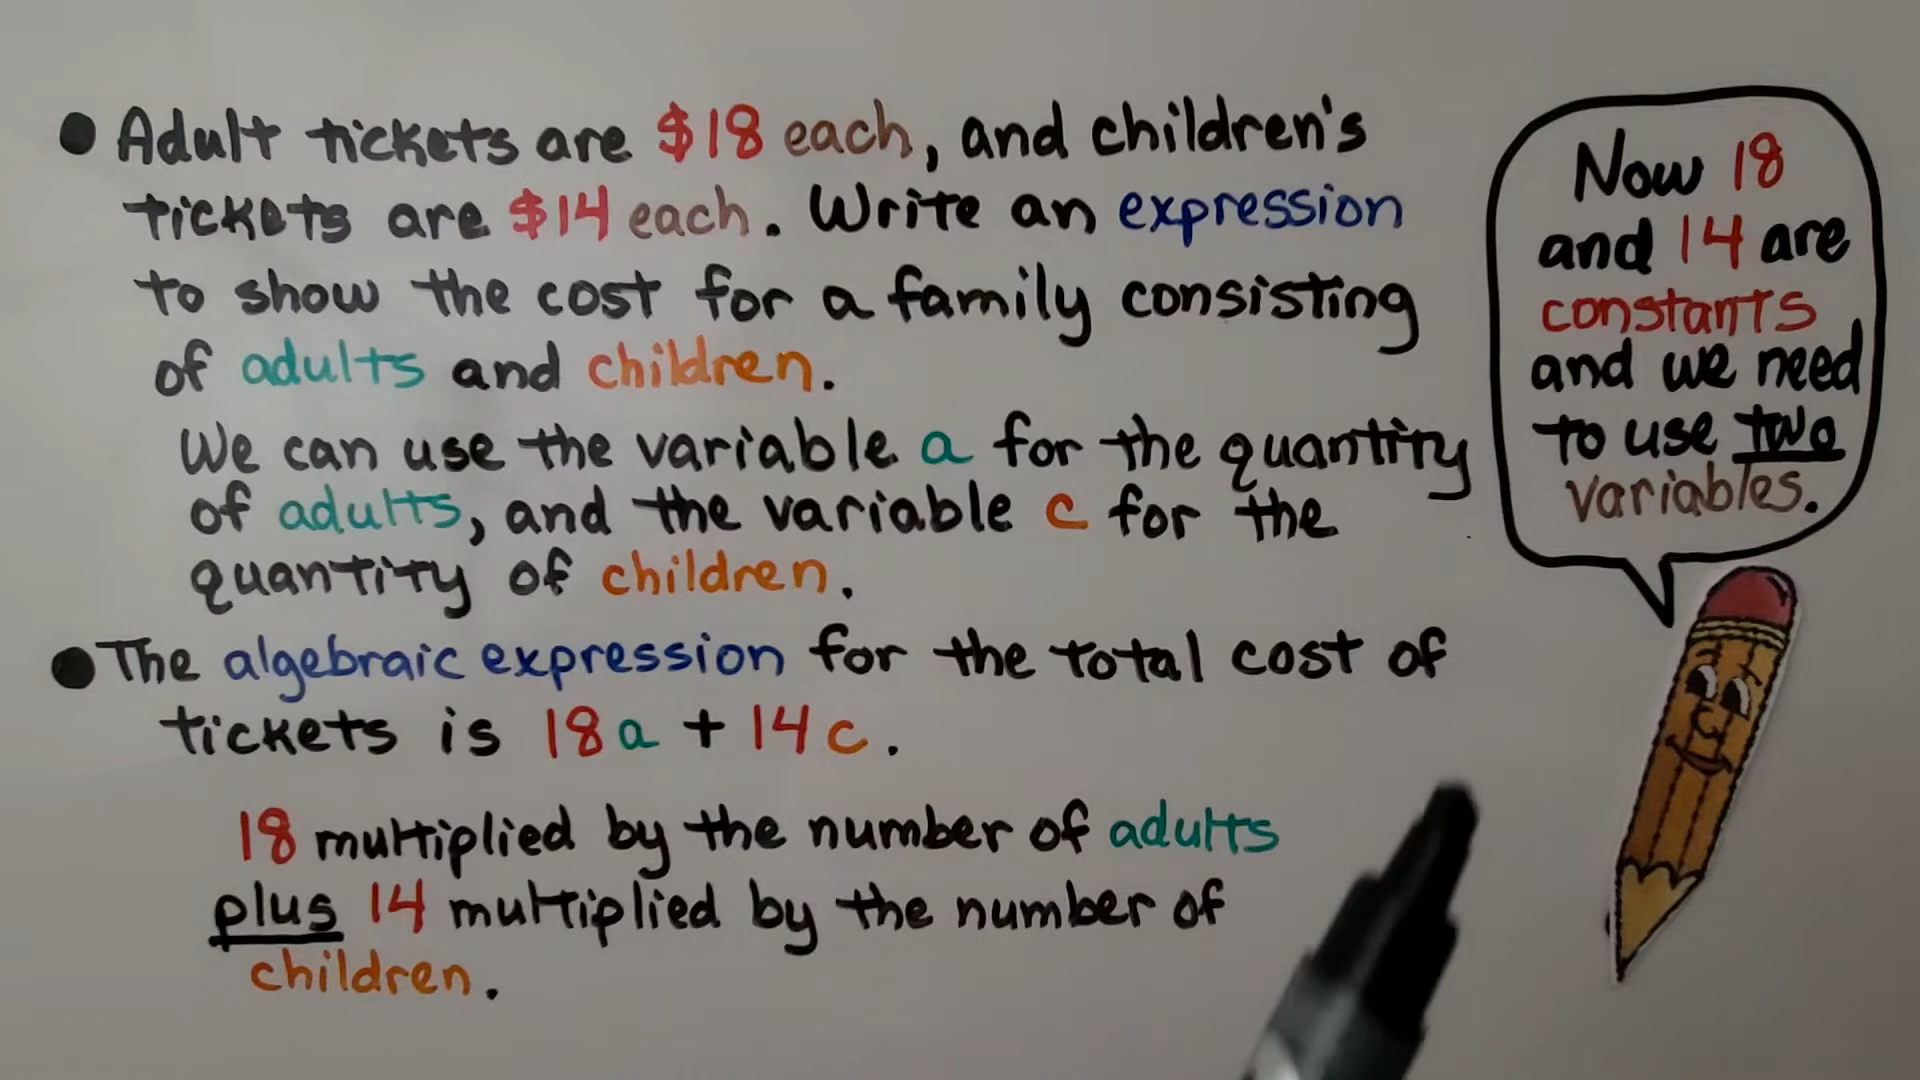 Adult tickets are $18 each, and children's
tickets are $14 each. Write an expression
to show the cost for a family consisting
of adults and children.
We can use the variable a for the quantity
of adults, and the variable c for the
quantity of children.
The algebraic expression for the total cost of
tickets is 18a + 14c.
18 multiplied by the number of adults
plus 14 multiplied by the number of
children.
Now 18
and 14 are
constants
and we need
to use two
variables.